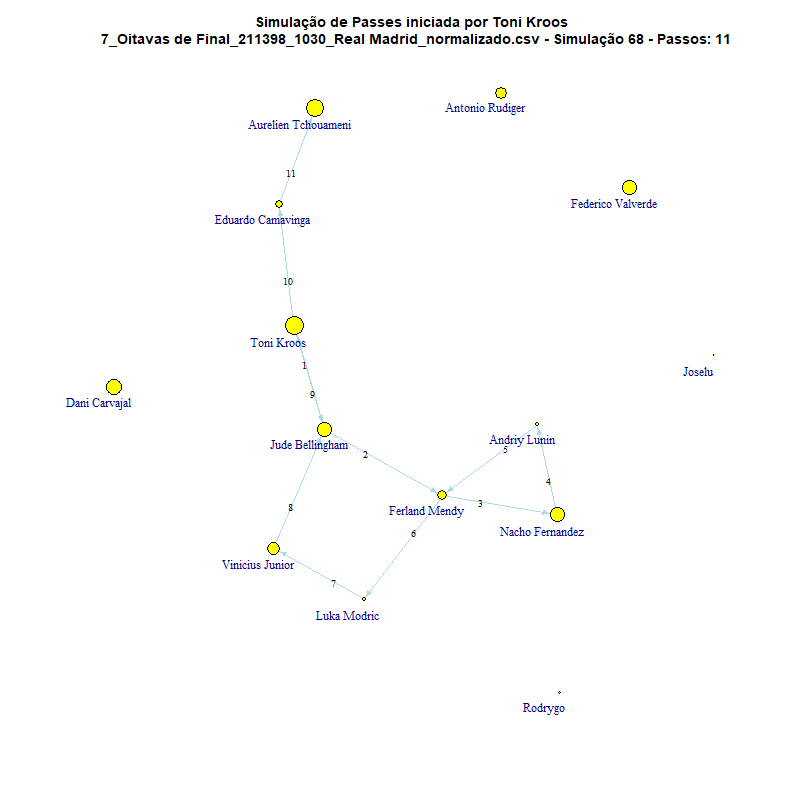 Simulação de Passes iniciada por Toni Kroos
7_Oitavas de Final_211398_1030_Real Madrid_normalizado.csv - Simulação 68 - Passos: 11
Antonio Rudiger
Aurelien Tchouameni
11
Federico Valverde
Eduardo Camavinga
10
Toni Kroos
Joselu
1
9
Dani Carvajal
Andriy Lunin
Jude Bellingham
5
2
4
Ferland Mendy
3
8
Nacho Fernandez
6
Vinicius Junior
7
Luka Modric
Rodrygo